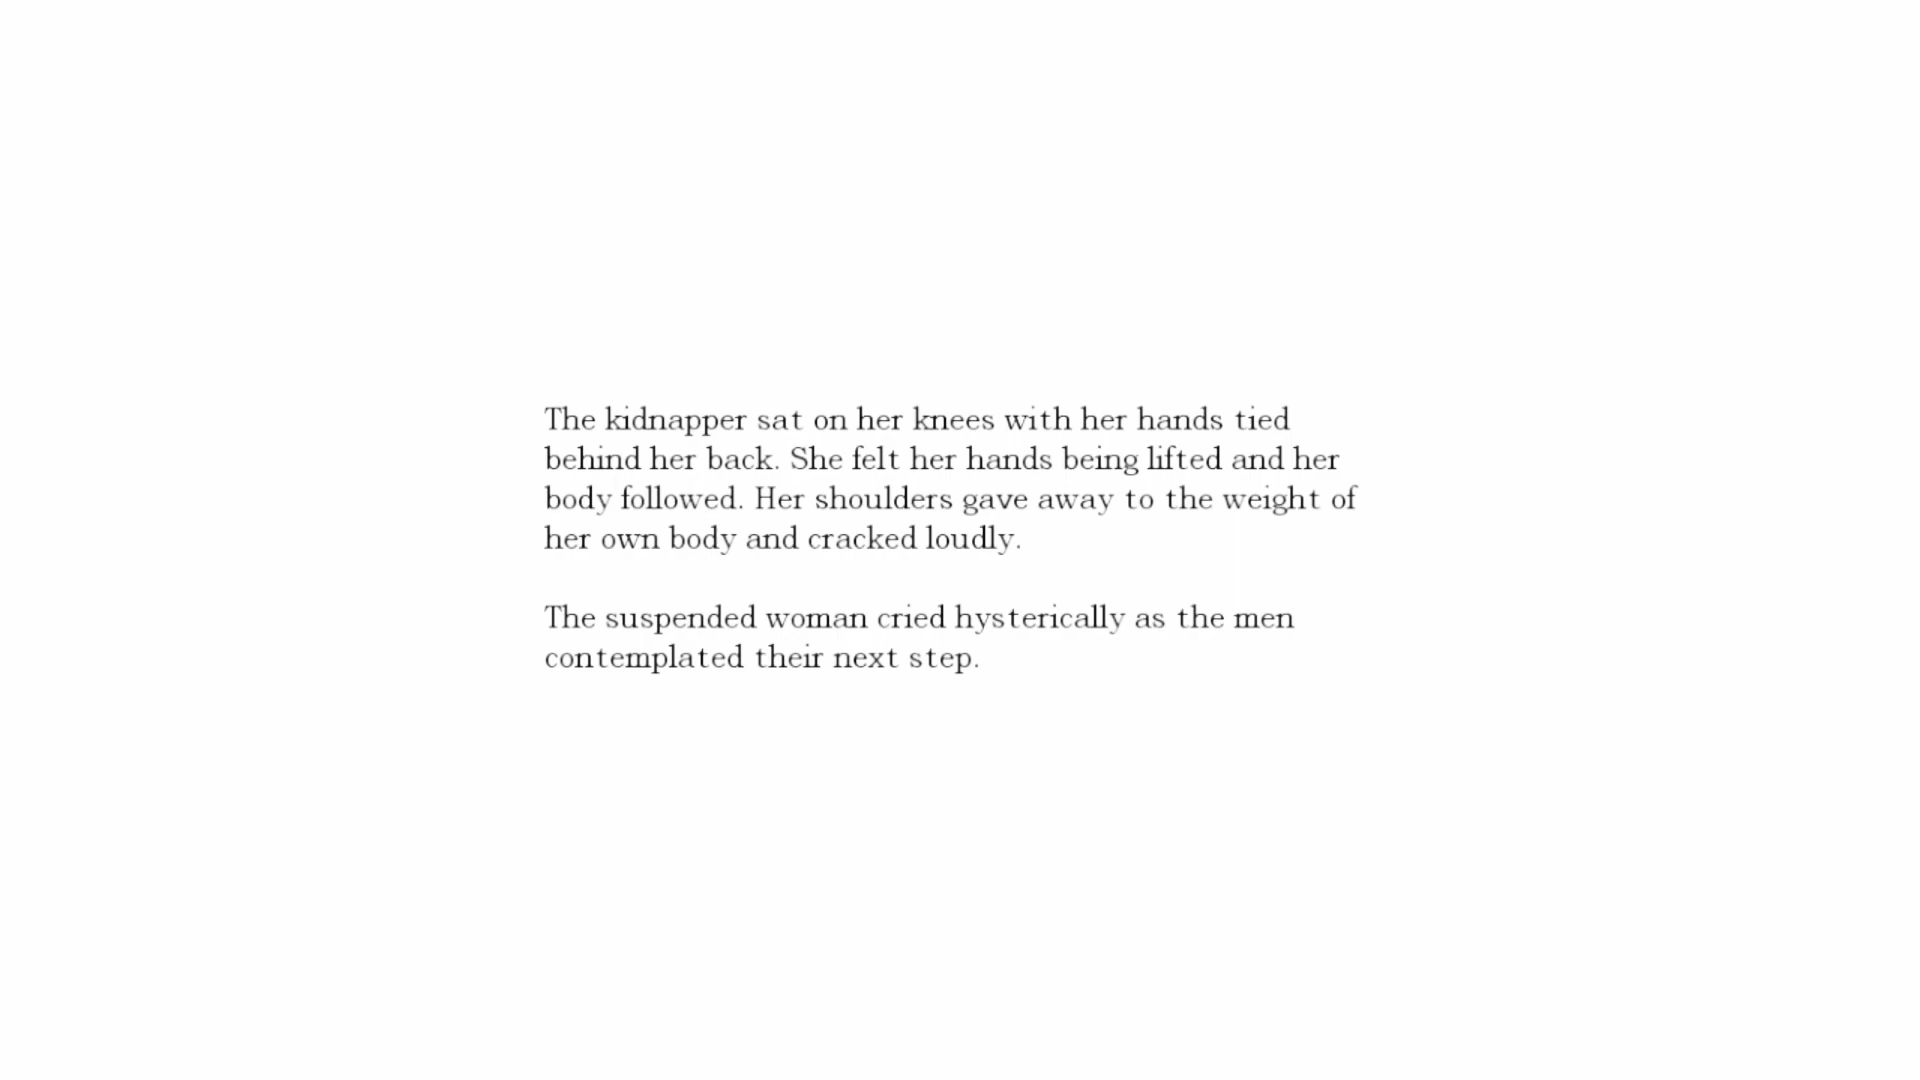 The kidnapper sat on her knees with her hands tied
behind her back. She felt her hands being lifted and her
body followed. Her shoulders gave away to the weight of
her own body and cracked loudly.
The suspended woman cried hysterically as the men
contemplated their next step.